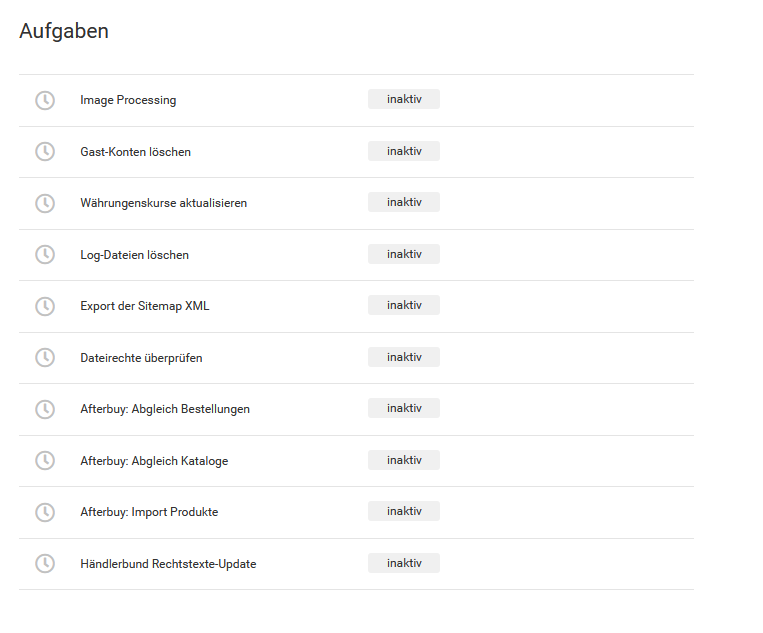 Aufgaben
Image Processing inaktiv
Gast-Konten löschen inaktiv
Währungenskurse aktualisieren inaktiv
Log-Dateien löschen inaktiv
Export der Sitemap XML inaktiv
Dateirechte überprüfen inaktiv
Afterbuy: Abgleich Bestellungen inaktiv
Afterbuy: Abgleich Kataloge inaktiv
Afterbuy: Import Produkte inaktiv
Händlerbund Rechtstexte-Update inaktiv